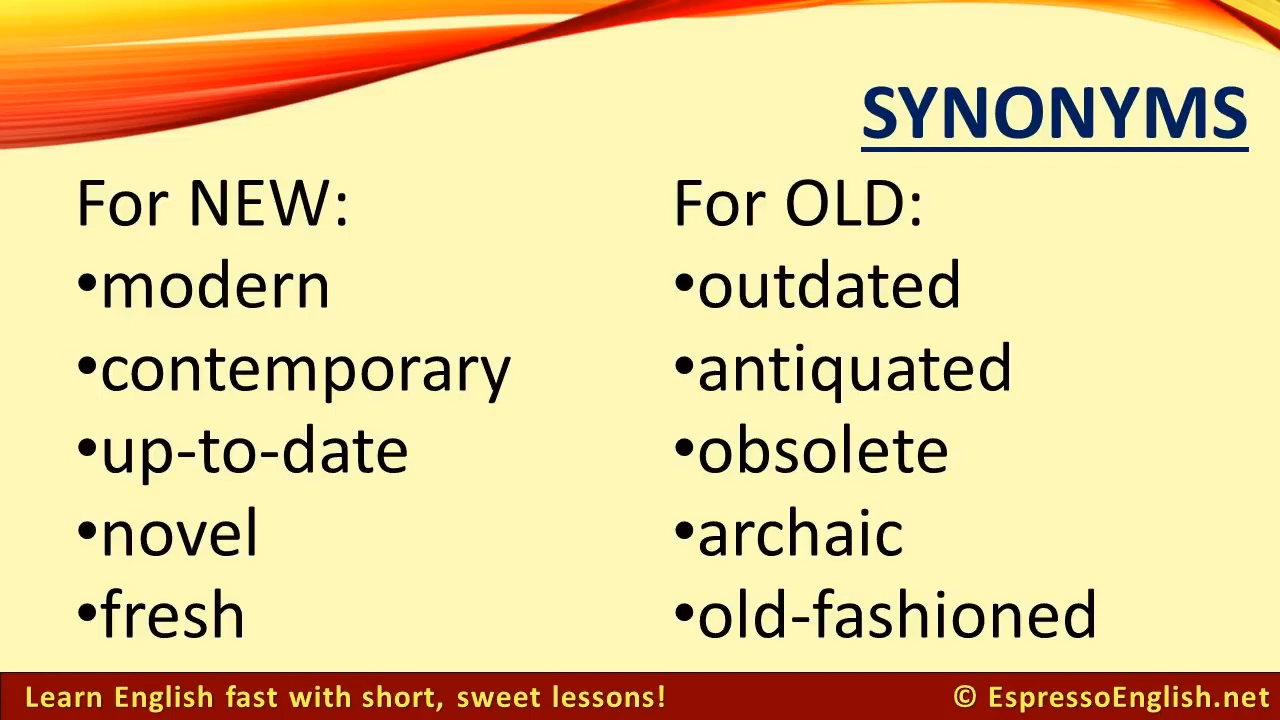 SYNONYMS
For NEW:
•modern
•contemporary
•up-to-date
•novel
•fresh
For OLD:
•outdated
•antiquated
•obsolete
•archaic
•old-fashioned
Learn English fast with short, sweet lessons!
© EspressoEnglish.net